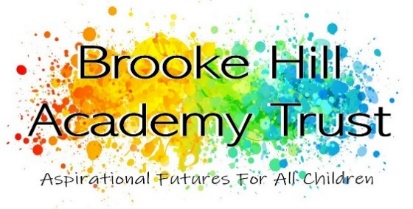 Brooke Hill
Academy Trust
Aspirational Futures For All Children